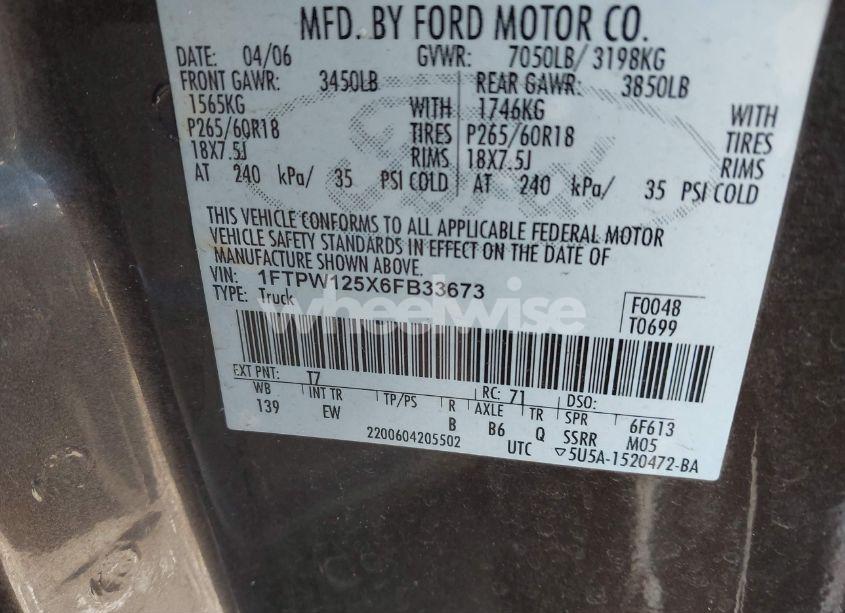 MFD. BY FORD MOTOR CO.
DATE: 04/06 GVWR: 7050LB/ 3198KG
FRONT GAWR: 3450LB REAR GAWR: 3850LB
1565KG WITH 1746KG WITH
P265/60R18 TIRES P265/60R18 TIRES
18X7.5J RIMS 18X7.5J RIMS
AT 240 kPa/ 35 PSI COLD AT 240 kPa/ 35 PSI COLD
THIS VEHICLE CONFORMS TO ALL APPLICABLE FEDERAL MOTOR
VEHICLE SAFETY STANDARDS IN EFFECT ON THE DATE OF
MANUFACTURE SHOWN ABOVE.
VIN: 1FTPW125X6FB33673
TYPE: Truck
F0048
T0699
wheelwise
EXT PNT: T7 RC: 71 DSO:
WB INT TR TP/PS R AXLE TR SPR 6F613
139 EW B B6 Q SSRR M05
2200604205502 UTC ▽5U5A-1520472-BA
Ford